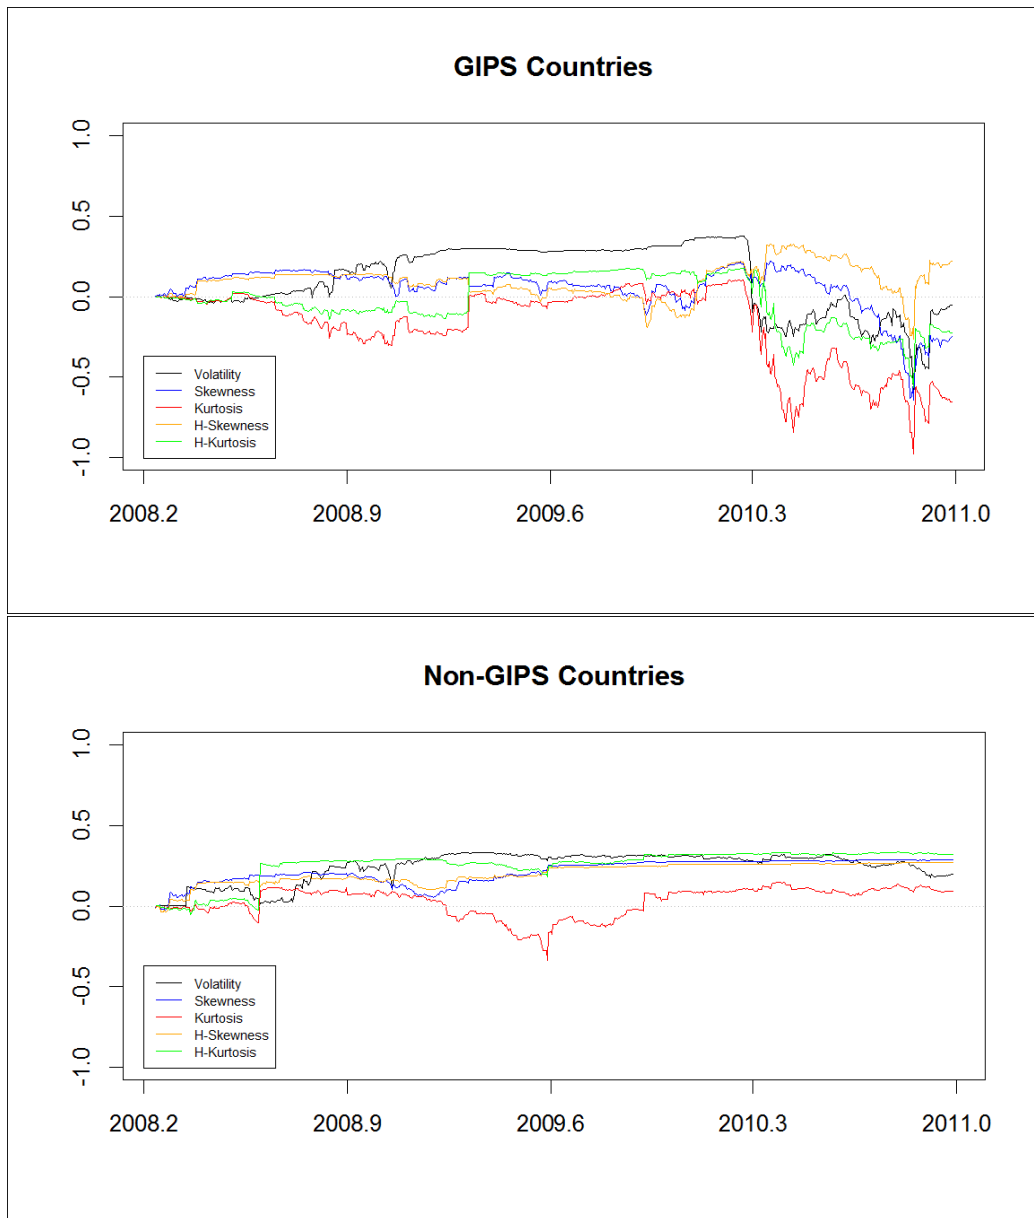 GIPS Countries
1.0
0.5
0.0
-0.5
-1.0
Volatility
Skewness
Kurtosis
H-Skewness
H-Kurtosis
2008.2 2008.9 2009.6 2010.3 2011.0
Non-GIPS Countries
1.0
0.5
0.0
-0.5
-1.0
Volatility
Skewness
Kurtosis
H-Skewness
H-Kurtosis
2008.2 2008.9 2009.6 2010.3 2011.0